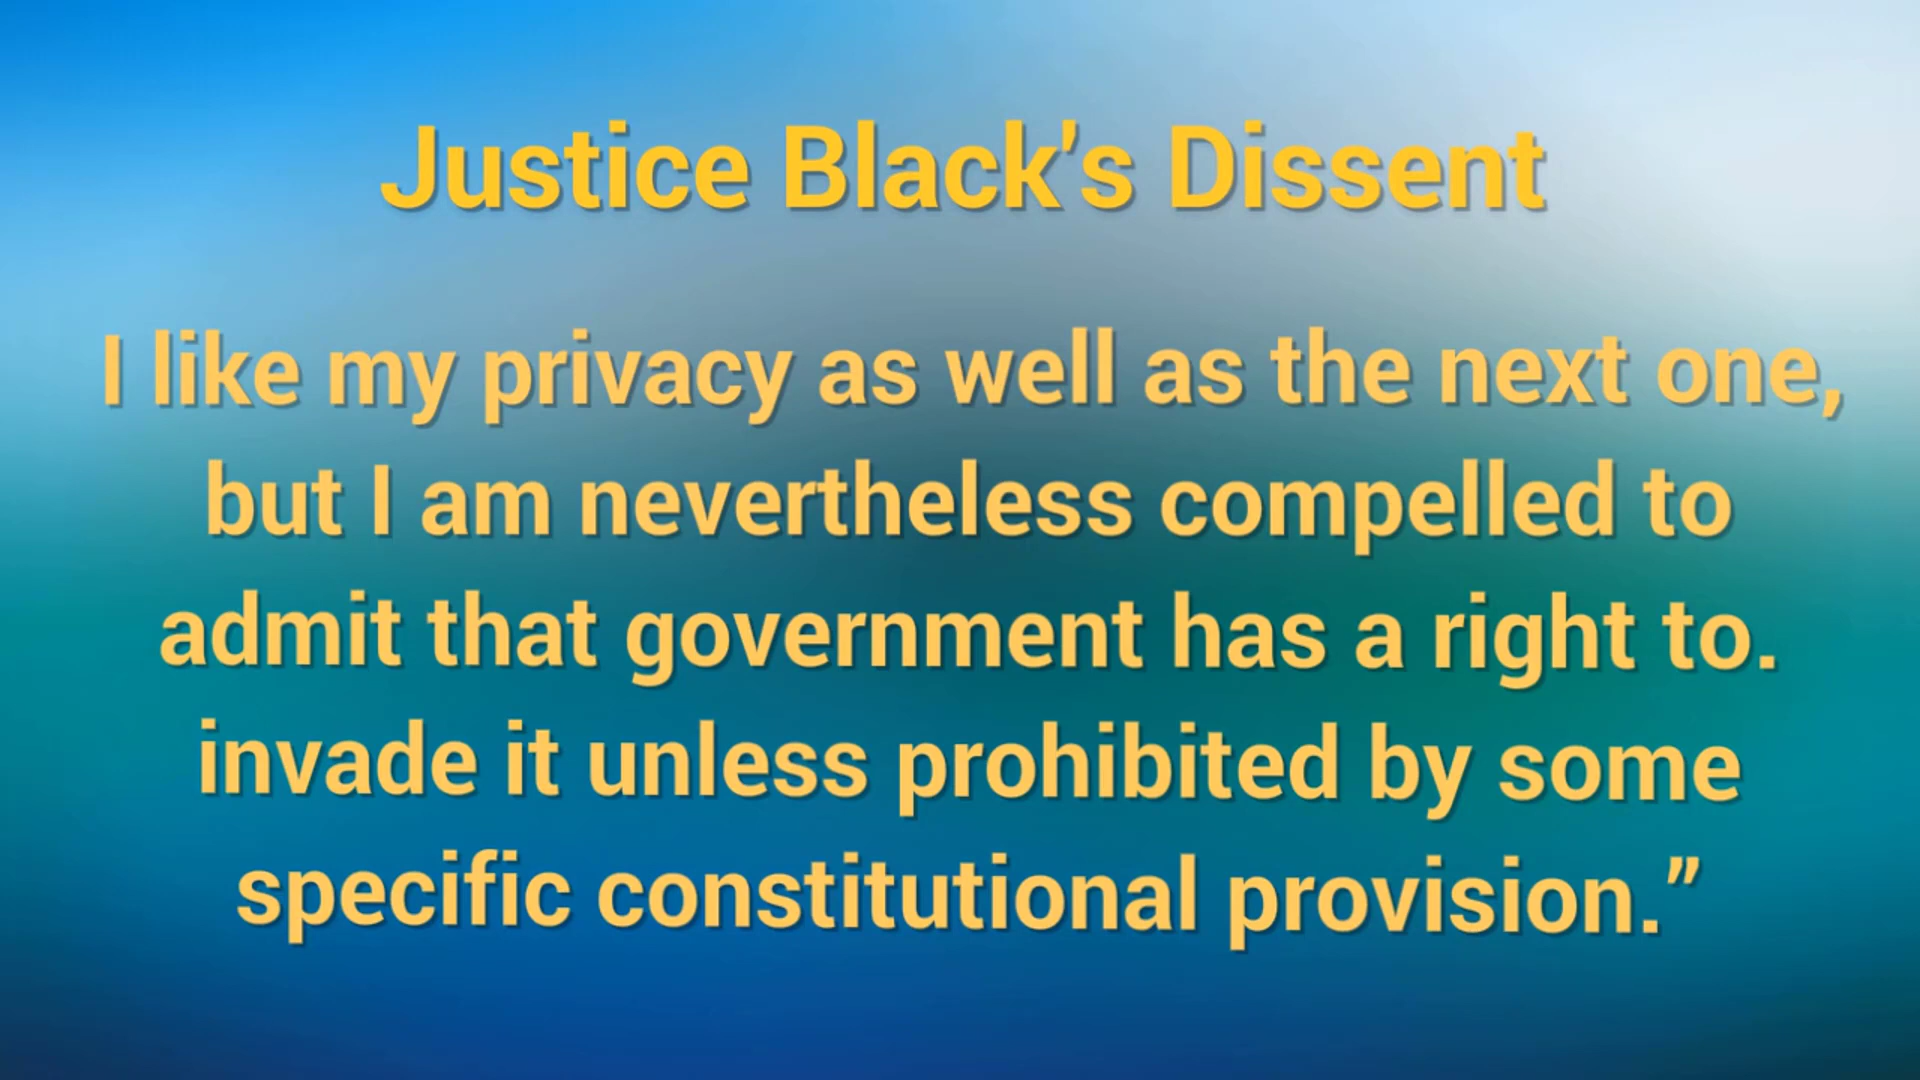 Justice Black's Dissent
I like my privacy as well as the next one,
but I am nevertheless compelled to
admit that government has a right to.
invade it unless prohibited by some
specific constitutional provision.”